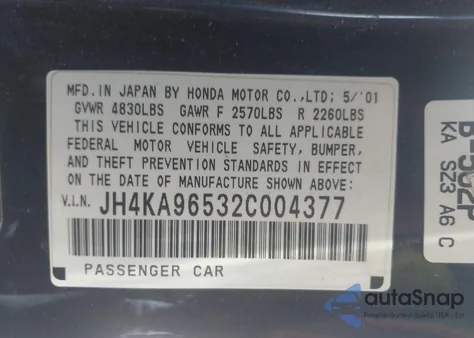 MFD. IN JAPAN BY HONDA MOTOR CO.,LTD; 5/'01
GVWR 4830LBS GAWR F 2570LBS R 2260LBS
THIS VEHICLE CONFORMS TO ALL APPLICABLE
FEDERAL MOTOR VEHICLE SAFETY, BUMPER,
AND THEFT PREVENTION STANDARDS IN EFFECT
ON THE DATE OF MANUFACTURE SHOWN ABOVE:
V.I.N. JH4KA96532C004377
PASSENGER CAR
KA SZ3 A6 C
autoSnap